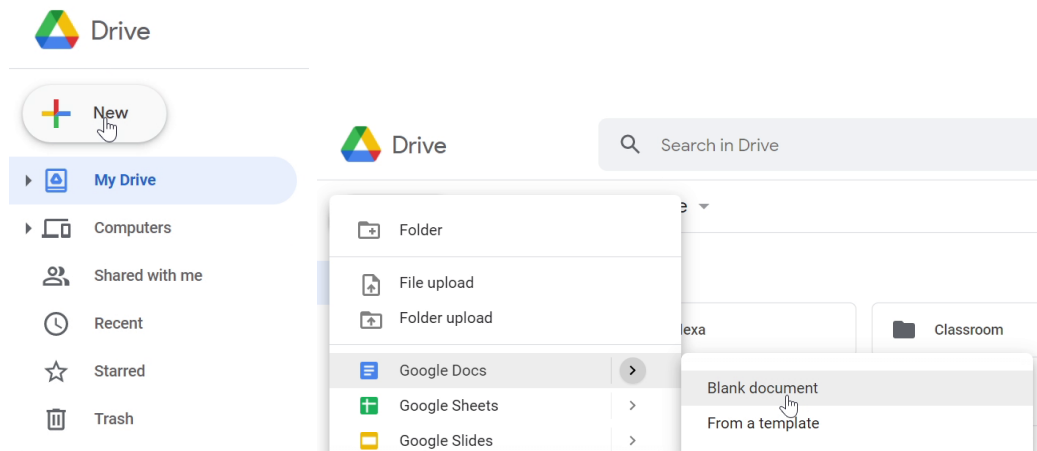 Drive
New
My Drive
Computers
Shared with me
Recent
Starred
Trash
Drive
Search in Drive
Folder
File upload
Folder upload
Google Docs
Google Sheets
Google Slides
Classroom
Blank document
From a template